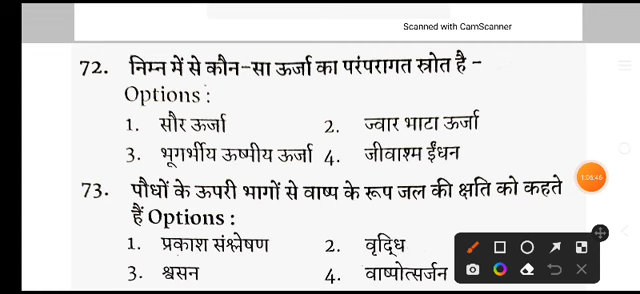 Scanned with CamScanner
72. निम्न में से कौन-सा ऊर्जा का परंपरागत स्त्रोत है -
Options :
1. सौर ऊर्जा 2. ज्वार भाटा ऊर्जा
3. भूगर्भीय ऊष्मीय ऊर्जा 4. जीवाश्म ईंधन
73. पौधों के ऊपरी भागों से वाष्प के रूप जल की क्षति को कहते
हैं Options :
1. प्रकाश संश्लेषण 2. वृद्धि
3. श्वसन 4. वाष्पोत्सर्जन
1:06:46